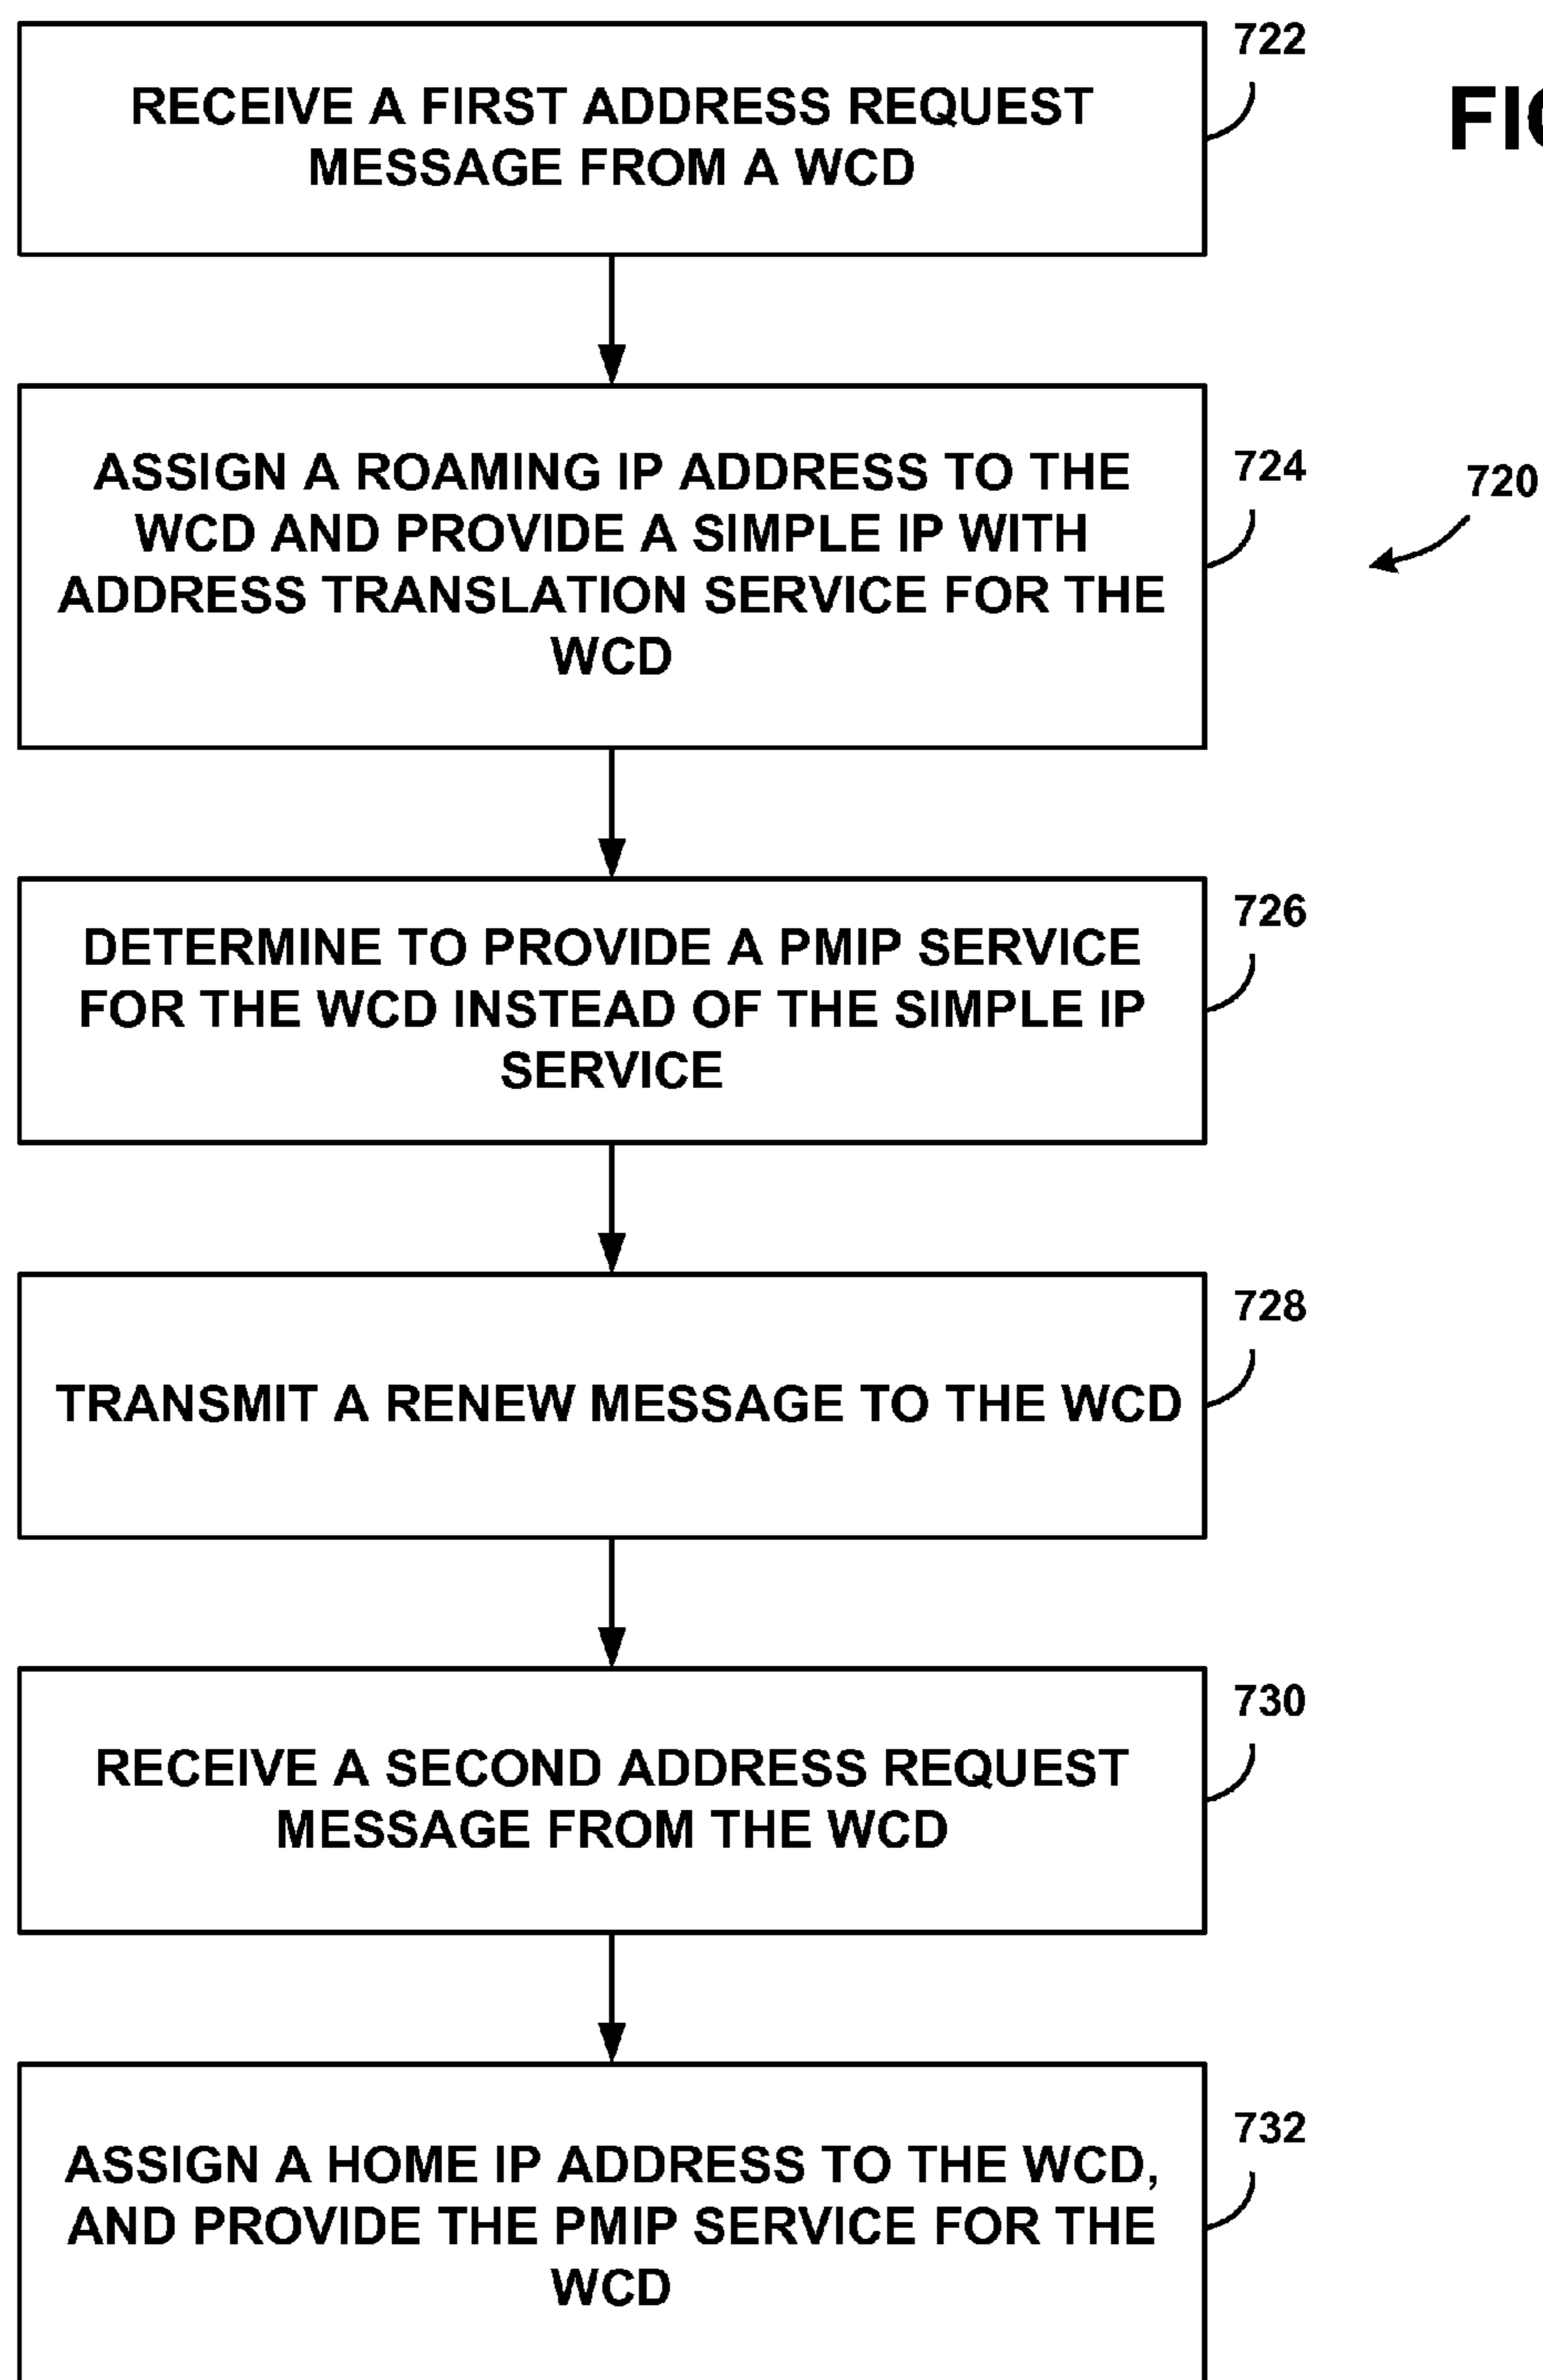 722
RECEIVE A FIRST ADDRESS REQUEST
MESSAGE FROM A WCD
724
ASSIGN A ROAMING IP ADDRESS TO THE
WCD AND PROVIDE A SIMPLE IP WITH
ADDRESS TRANSLATION SERVICE FOR THE
WCD
720
726
DETERMINE TO PROVIDE A PMIP SERVICE
FOR THE WCD INSTEAD OF THE SIMPLE IP
SERVICE
728
TRANSMIT A RENEW MESSAGE TO THE WCD
730
RECEIVE A SECOND ADDRESS REQUEST
MESSAGE FROM THE WCD
732
ASSIGN A HOME IP ADDRESS TO THE WCD,
AND PROVIDE THE PMIP SERVICE FOR THE
WCD